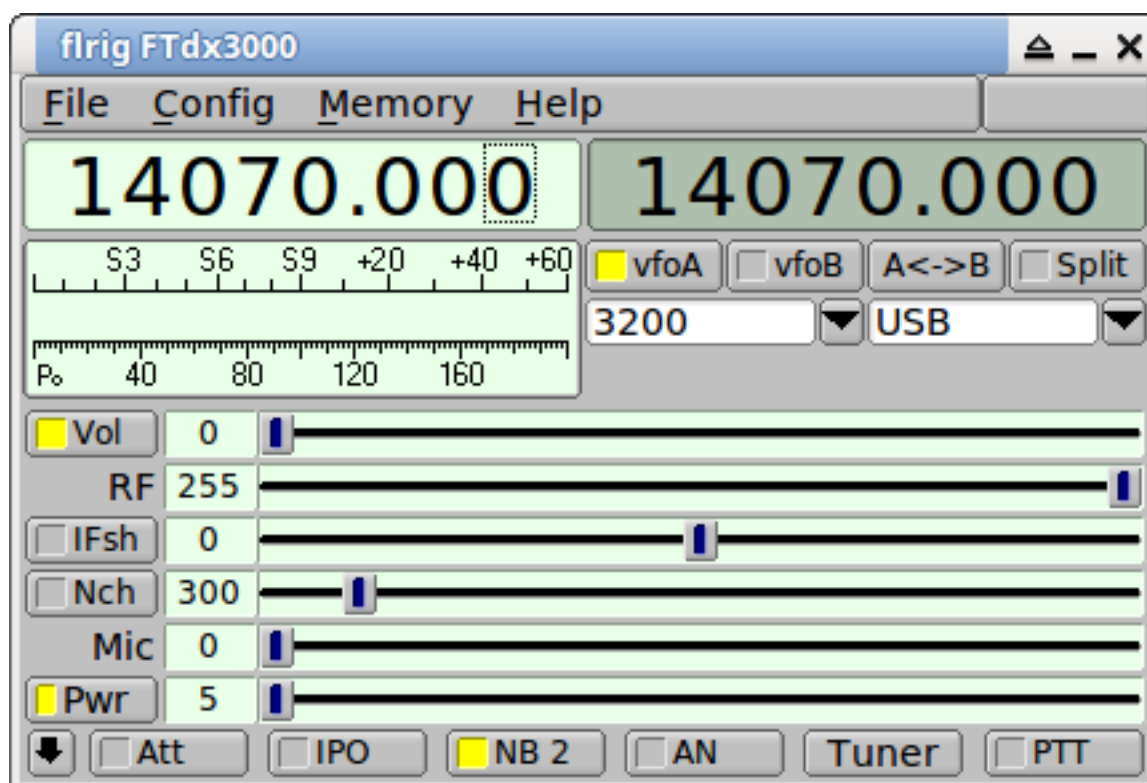 flrig FTdx3000
File Config Memory Help
14070.000 14070.000
S3 S6 S9 +20 +40 +60
vfoA vfoB A<->B Split
3200 USB
Po 40 80 120 160
Vol 0
RF 255
IFsh 0
Nch 300
Mic 0
Pwr 5
Att IPO NB 2 AN Tuner PTT